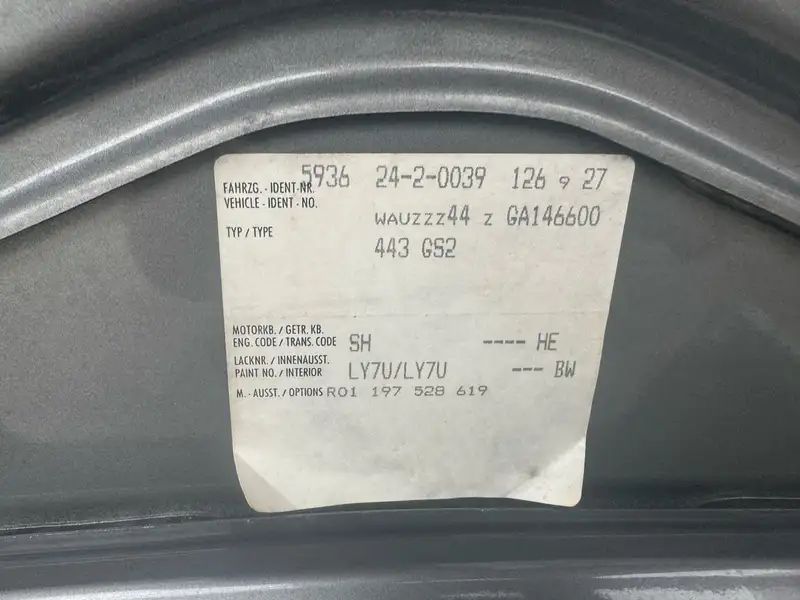 5936 24-2-0039 126 9 27
FAHRZG. - IDENT-NR.
VEHICLE - IDENT - NO. WAUZZZ44 Z GA146600
TYP / TYPE 443 GS2
MOTORKB. / GETR. KB.
ENG. CODE / TRANS. CODE SH ---- HE
LACKNR. / INNENAUSST.
PAINT NO. / INTERIOR LY7U/LY7U --- BW
M. - AUSST. / OPTIONS R01 197 528 619